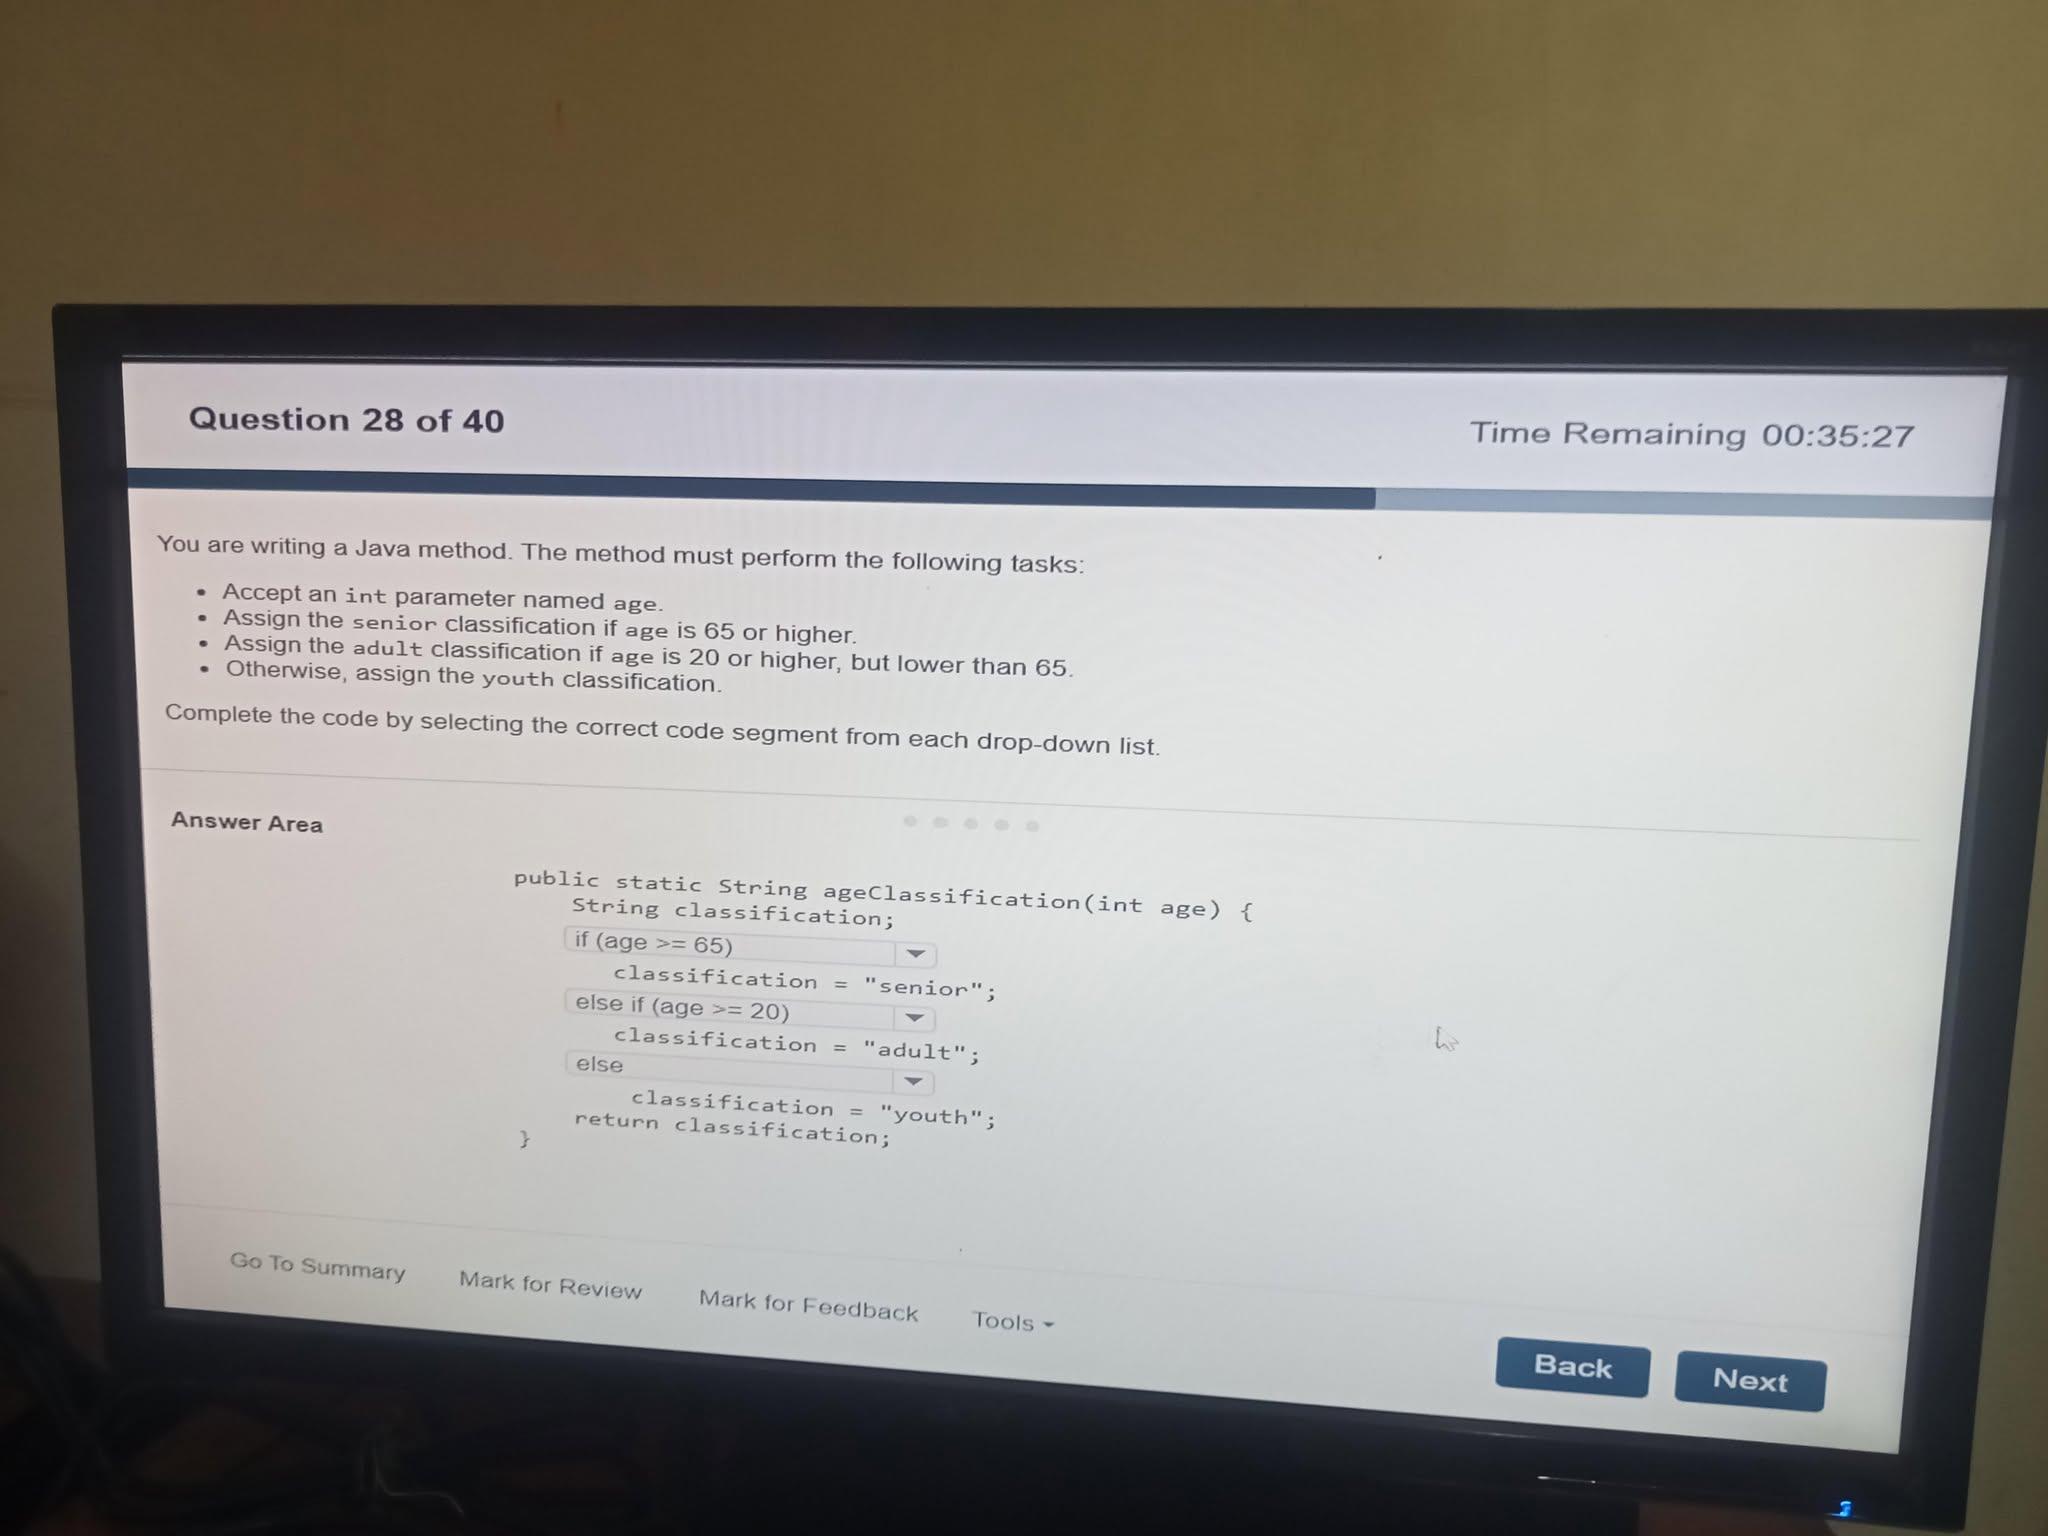 Question 28 of 40
Time Remaining 00:35:27
You are writing a Java method. The method must perform the following tasks:
• Accept an int parameter named age.
• Assign the senior classification if age is 65 or higher.
• Assign the adult classification if age is 20 or higher, but lower than 65.
• Otherwise, assign the youth classification.
Complete the code by selecting the correct code segment from each drop-down list.
Answer Area
public static String ageClassification(int age) {
String classification;
if (age >= 65)
classification = "senior";
else if (age >= 20)
classification = "adult";
else
classification = "youth";
return classification;
}
Go To Summary
Mark for Review
Mark for Feedback
Tools
Back
Next